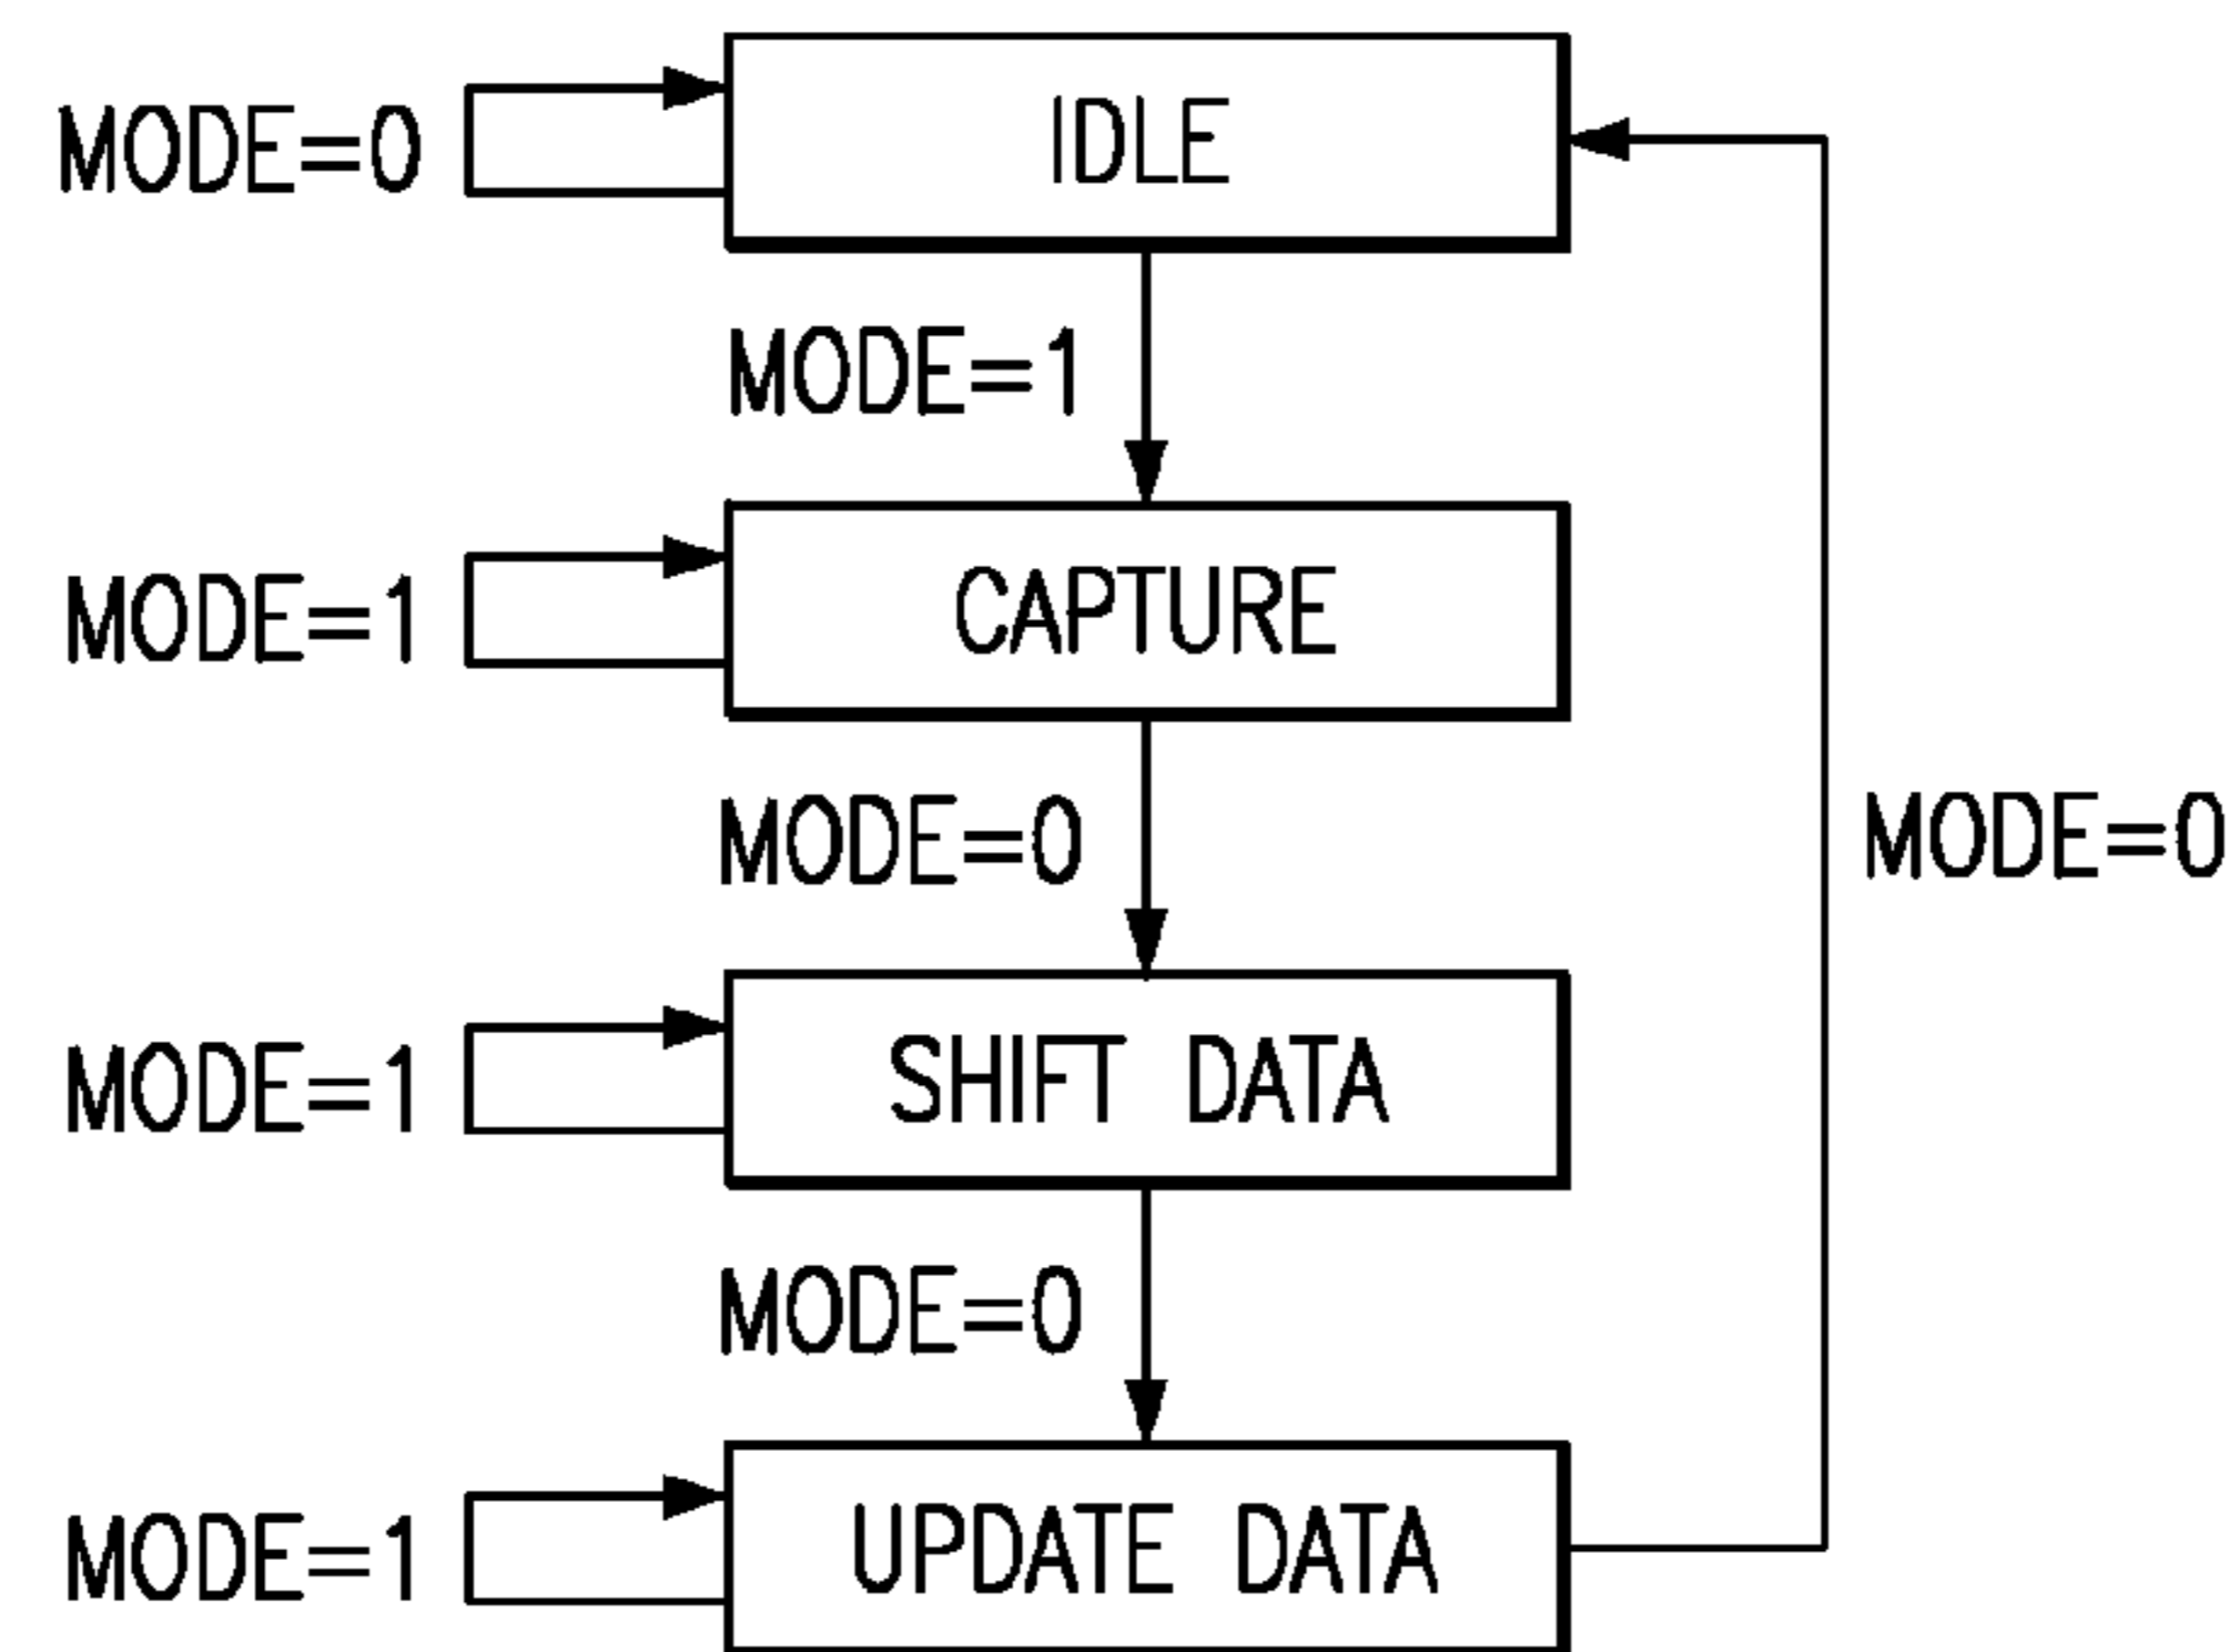 MODE=0
IDLE
MODE=1
MODE=1
CAPTURE
MODE=0
MODE=0
MODE=1
SHIFT DATA
MODE=0
MODE=1
UPDATE DATA